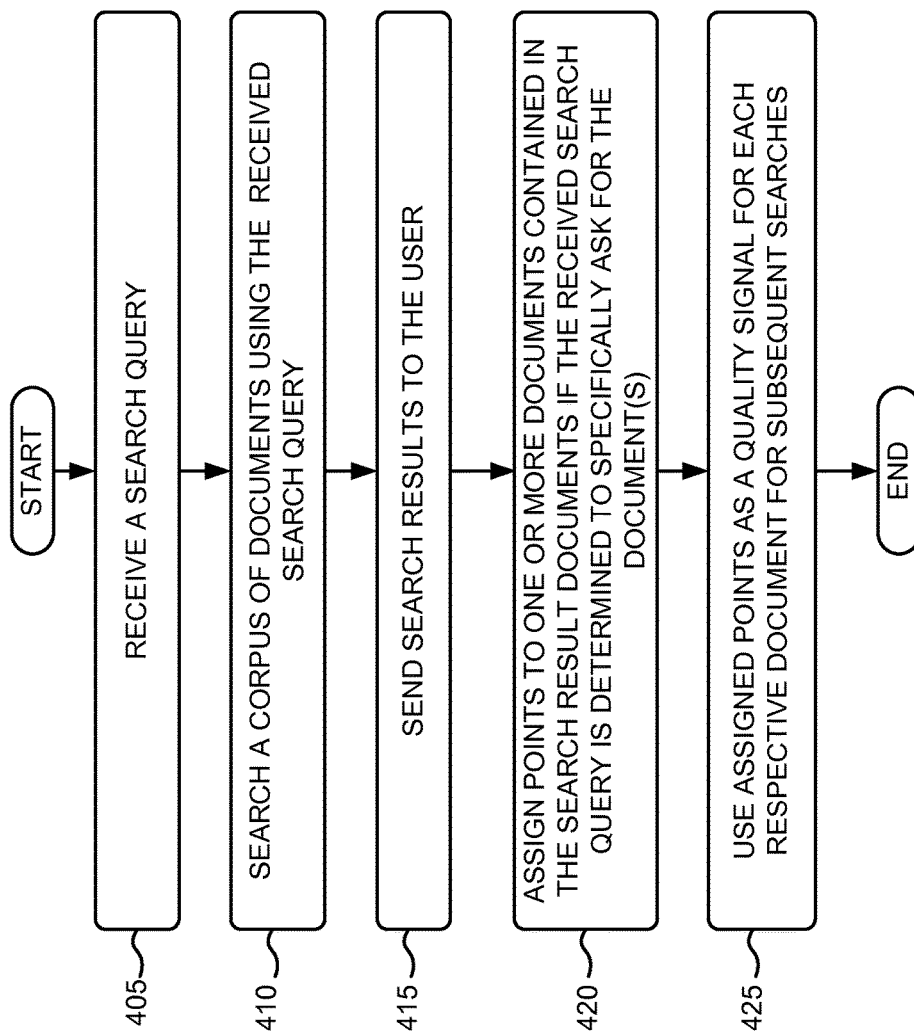 START
405
RECEIVE A SEARCH QUERY
410
SEARCH A CORPUS OF DOCUMENTS USING THE RECEIVED
SEARCH QUERY
415
SEND SEARCH RESULTS TO THE USER
420
ASSIGN POINTS TO ONE OR MORE DOCUMENTS CONTAINED IN
THE SEARCH RESULT DOCUMENTS IF THE RECEIVED SEARCH
QUERY IS DETERMINED TO SPECIFICALLY ASK FOR THE
DOCUMENT(S)
425
USE ASSIGNED POINTS AS A QUALITY SIGNAL FOR EACH
RESPECTIVE DOCUMENT FOR SUBSEQUENT SEARCHES
END